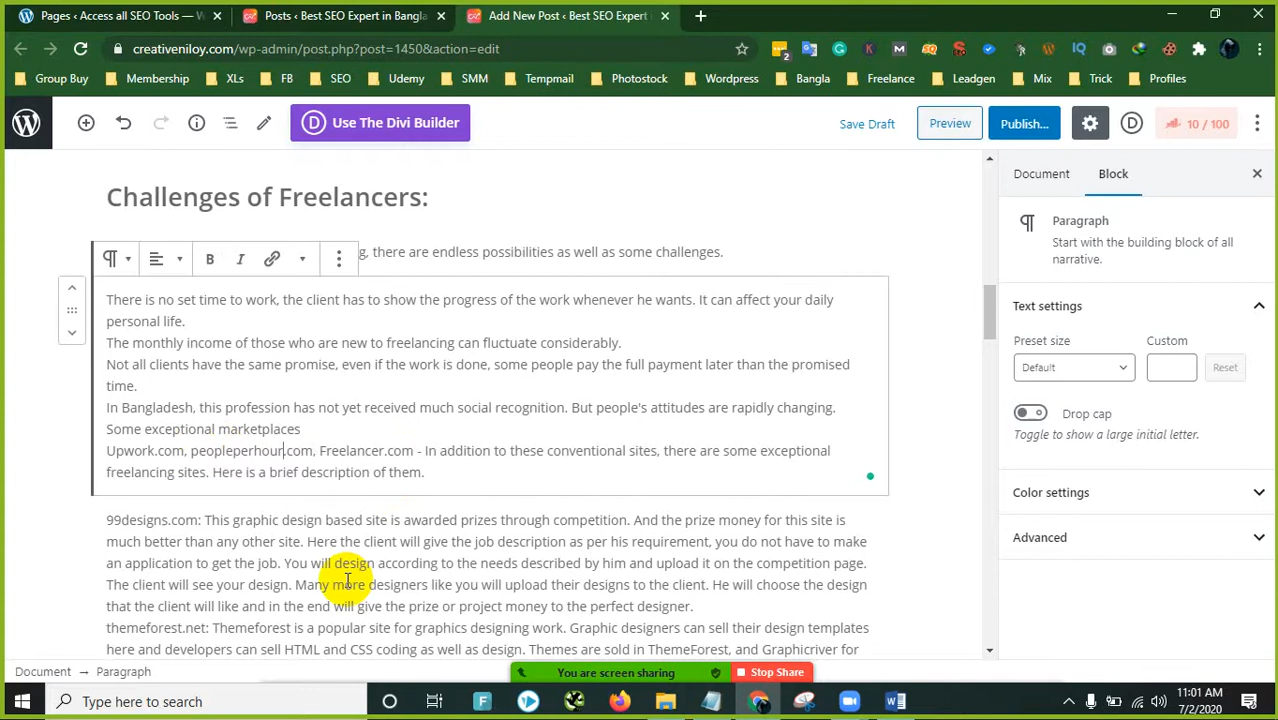 Pages ‹ Access all SEO Tools — W
Posts ‹ Best SEO Expert in Bangla
Add New Post ‹ Best SEO Expert
creativeniloy.com/wp-admin/post.php?post=1450&action=edit
2
Group Buy
Membership
XLs
FB
SEO
Udemy
SMM
Tempmail
Photostock
Wordpress
Bangla
Freelance
Leadgen
Mix
Trick
Profiles
D Use The Divi Builder
Save Draft
Preview
Publish...
D
10 / 100
Challenges of Freelancers:
Document
Block
B I
g, there are endless possibilities as well as some challenges.
Paragraph
Start with the building block of all
narrative.
There is no set time to work, the client has to show the progress of the work whenever he wants. It can affect your daily
personal life.
The monthly income of those who are new to freelancing can fluctuate considerably.
Not all clients have the same promise, even if the work is done, some people pay the full payment later than the promised
time.
In Bangladesh, this profession has not yet received much social recognition. But people's attitudes are rapidly changing.
Some exceptional marketplaces
Upwork.com, peopleperhour.com, Freelancer.com - In addition to these conventional sites, there are some exceptional
freelancing sites. Here is a brief description of them.
Text settings
Preset size
Custom
Default
Reset
Drop cap
Toggle to show a large initial letter.
Color settings
Advanced
99designs.com: This graphic design based site is awarded prizes through competition. And the prize money for this site is
much better than any other site. Here the client will give the job description as per his requirement, you do not have to make
an application to get the job. You will design according to the needs described by him and upload it on the competition page.
The client will see your design. Many more designers like you will upload their designs to the client. He will choose the design
that the client will like and in the end will give the prize or project money to the perfect designer.
themeforest.net: Themeforest is a popular site for graphics designing work. Graphic designers can sell their design templates
here and developers can sell HTML and CSS coding as well as design. Themes are sold in ThemeForest, and Graphicriver for
Document → Paragraph
You are screen sharing
Stop Share
Type here to search
11:01 AM
7/2/2020